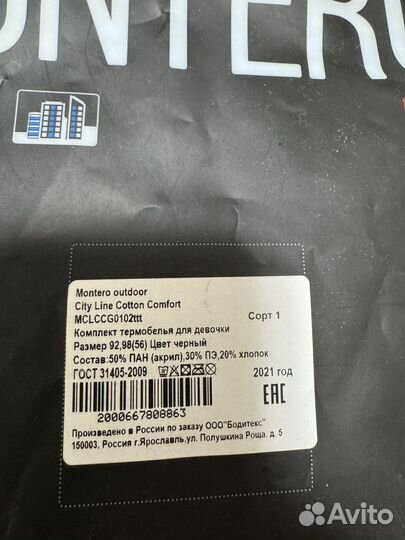 ONTERO
Montero outdoor
City Line Cotton Comfort
MCLCCG0102ttt Сорт 1
Комплект термобелья для девочки
Размер 92,98(56) Цвет черный
Состав:50% ПАН (акрил),30% ПЭ,20% хлопок
ГОСТ 31405-2009 2021 год
EAC
2000667808863
Произведено в России по заказу ООО"Бодитекс"
150003, Россия г.Ярославль,ул. Полушкина Роща, д. 5
Avito